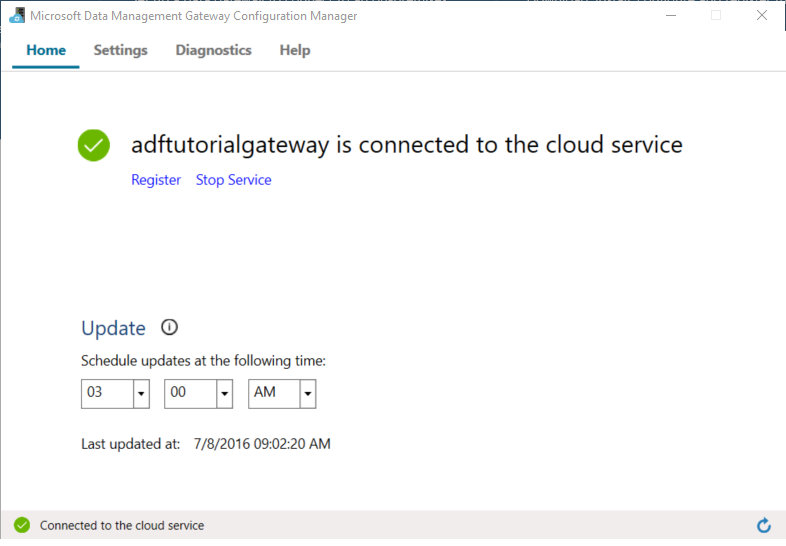 Microsoft Data Management Gateway Configuration Manager
Home Settings Diagnostics Help
adftutorialgateway is connected to the cloud service
Register Stop Service
Update
Schedule updates at the following time:
03 00 AM
Last updated at: 7/8/2016 09:02:20 AM
Connected to the cloud service